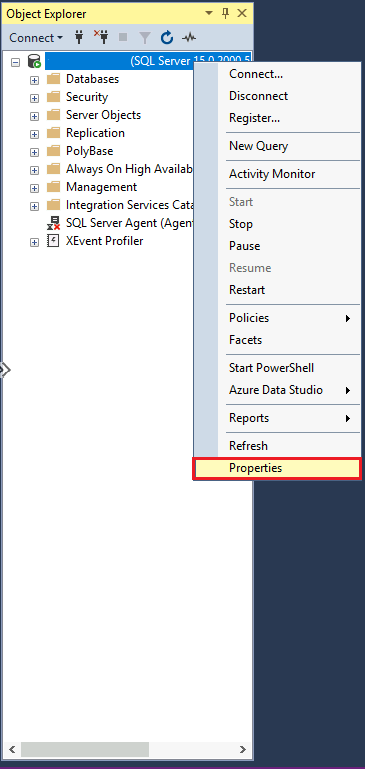 Object Explorer
Connect
(SQL Server 15.0.2000.5
Databases
Security
Server Objects
Replication
PolyBase
Always On High Availab
Management
Integration Services Cata
SQL Server Agent (Agen
XEvent Profiler
Connect...
Disconnect
Register...
New Query
Activity Monitor
Start
Stop
Pause
Resume
Restart
Policies
Facets
Start PowerShell
Azure Data Studio
Reports
Refresh
Properties